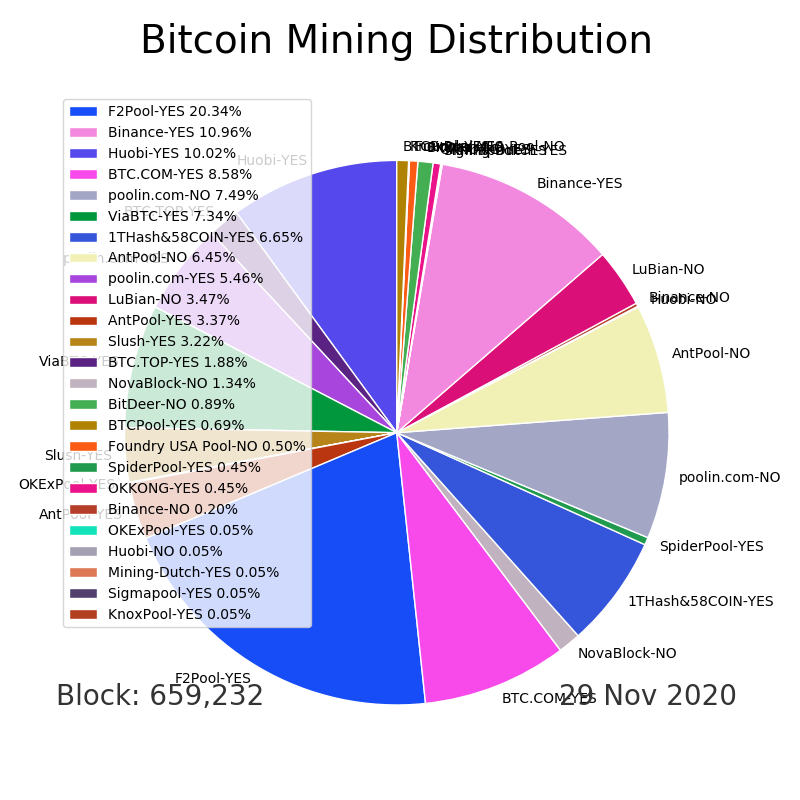 Bitcoin Mining Distribution
F2Pool-YES 20.34%
Binance-YES 10.96%
Huobi-YES 10.02%
BTC.COM-YES 8.58%
poolin.com-NO 7.49%
ViaBTC-YES 7.34%
1THash&58COIN-YES 6.65%
AntPool-NO 6.45%
poolin.com-YES 5.46%
LuBian-NO 3.47%
AntPool-YES 3.37%
Slush-YES 3.22%
BTC.TOP-YES 1.88%
NovaBlock-NO 1.34%
BitDeer-NO 0.89%
BTCPool-YES 0.69%
Foundry USA Pool-NO 0.50%
SpiderPool-YES 0.45%
OKKONG-YES 0.45%
Binance-NO 0.20%
OKExPool-YES 0.05%
Huobi-NO 0.05%
Mining-Dutch-YES 0.05%
Sigmapool-YES 0.05%
KnoxPool-YES 0.05%
Huobi-YES
BTC.TOP-YES
Slush-YES
OKExPool-YES
AntPool-YES
F2Pool-YES
Binance-YES
LuBian-NO
Binance-NO
Huobi-NO
AntPool-NO
poolin.com-NO
SpiderPool-YES
1THash&58COIN-YES
NovaBlock-NO
BTC.COM-YES
Block: 659,232
29 Nov 2020